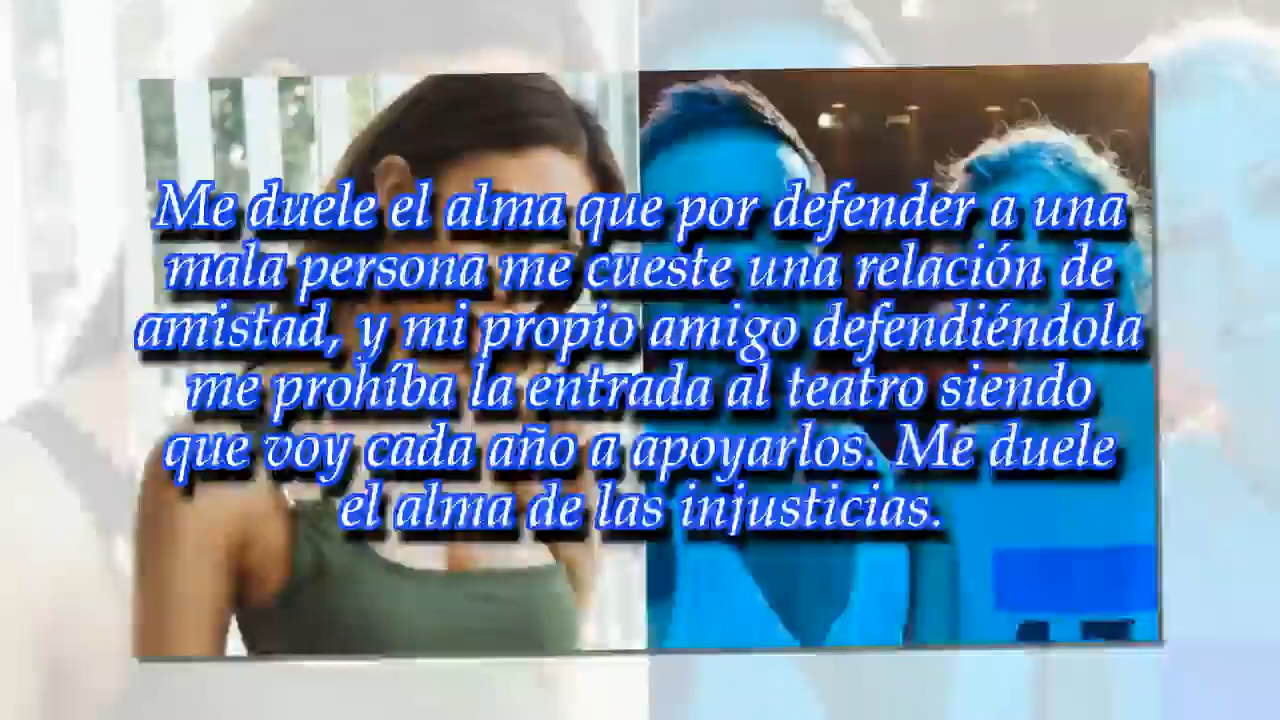 Me duele el alma que por defender a una
mala persona me cueste una relación de
amistad, y mi propio amigo defendiéndola
me prohíba la entrada al teatro siendo
que voy cada año a apoyarlos. Me duele
el alma de las injusticias.